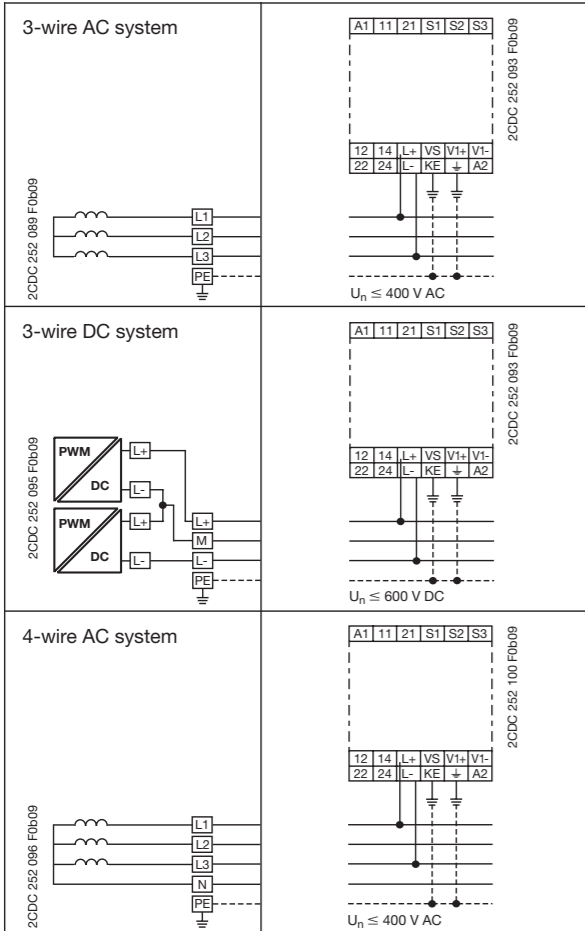 3-wire AC system
2CDC 252 089 F0b09
L1
L2
L3
PE
A1 11 21 S1 S2 S3
2CDC 252 093 F0b09
12 14 L+ VS V1+ V1-
22 24 L- KE ⏚ A2
Un ≤ 400 V AC
3-wire DC system
2CDC 252 095 F0b09
PWM
DC
L+
L-
PWM
DC
L+
L-
L+
M
L-
PE
A1 11 21 S1 S2 S3
2CDC 252 093 F0b09
12 14 L+ VS V1+ V1-
22 24 L- KE ⏚ A2
Un ≤ 600 V DC
4-wire AC system
2CDC 252 096 F0b09
L1
L2
L3
N
PE
A1 11 21 S1 S2 S3
2CDC 252 100 F0b09
12 14 L+ VS V1+ V1-
22 24 L- KE ⏚ A2
Un ≤ 400 V AC